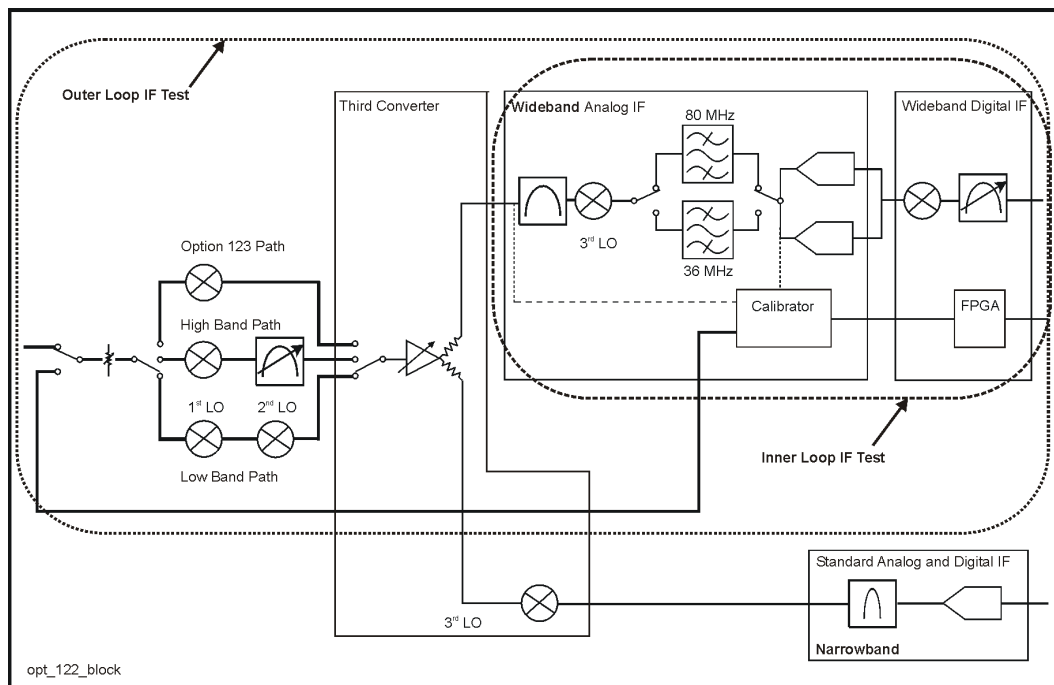 Outer Loop IF Test
Third Converter
Wideband Analog IF
Wideband Digital IF
80 MHz
3rd LO
36 MHz
Option 123 Path
Calibrator
FPGA
High Band Path
1st LO
2nd LO
Low Band Path
Inner Loop IF Test
Standard Analog and Digital IF
3rd LO
Narrowband
opt_122_block